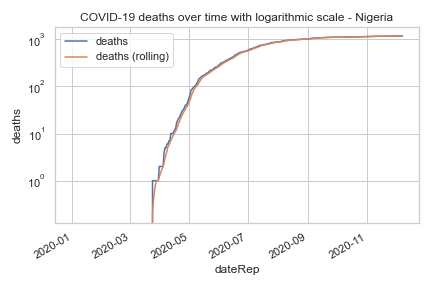 COVID-19 deaths over time with logarithmic scale - Nigeria
deaths
deaths (rolling)
10³
10²
10¹
10⁰
deaths
2020-01
2020-03
2020-05
2020-07
2020-09
2020-11
dateRep